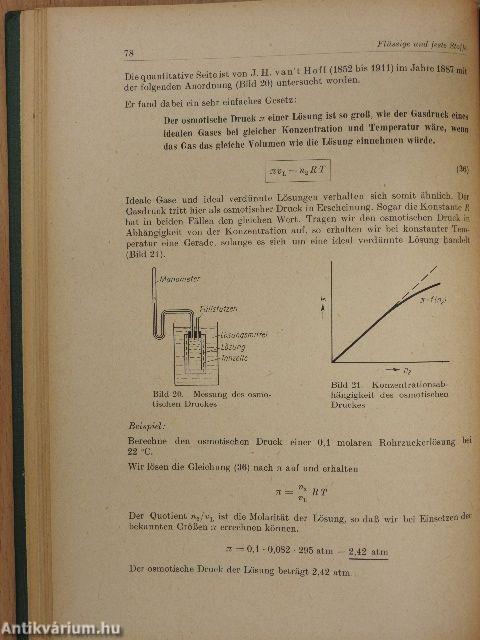 78
Flüssige und feste Stoffe
Die quantitative Seite ist von J. H. van't Hoff (1852 bis 1911) im Jahre 1887 mit
der folgenden Anordnung (Bild 20) untersucht worden.
Er fand dabei ein sehr einfaches Gesetz:
Der osmotische Druck π einer Lösung ist so groß, wie der Gasdruck eines
idealen Gases bei gleicher Konzentration und Temperatur wäre, wenn
das Gas das gleiche Volumen wie die Lösung einnehmen würde.
πv_L = n₂RT (36)
Ideale Gase und ideal verdünnte Lösungen verhalten sich somit ähnlich. Der
Gasdruck tritt hier als osmotischer Druck in Erscheinung. Sogar die Konstante R
hat in beiden Fällen den gleichen Wert. Tragen wir den osmotischen Druck in
Abhängigkeit von der Konzentration auf, so erhalten wir bei konstanter Tem-
peratur eine Gerade, solange es sich um eine ideal verdünnte Lösung handelt
(Bild 21).
Manometer
Füllstutzen
Lösungsmittel
Lösung
Tonzelle
Bild 20. Messung des osmo-
tischen Druckes
π
π=f(n₂)
n₂
Bild 21. Konzentrationsab-
hängigkeit des osmotischen
Druckes
Beispiel:
Berechne den osmotischen Druck einer 0,1 molaren Rohrzuckerlösung bei
22 °C.
Wir lösen die Gleichung (36) nach π auf und erhalten
π = n₂/v_L RT
Der Quotient n₂/v_L ist die Molarität der Lösung, so daß wir bei Einsetzen der
bekannten Größen π errechnen können.
π = 0,1 · 0,082 · 295 atm = 2,42 atm
Der osmotische Druck der Lösung beträgt 2,42 atm.
Antikvárium.hu